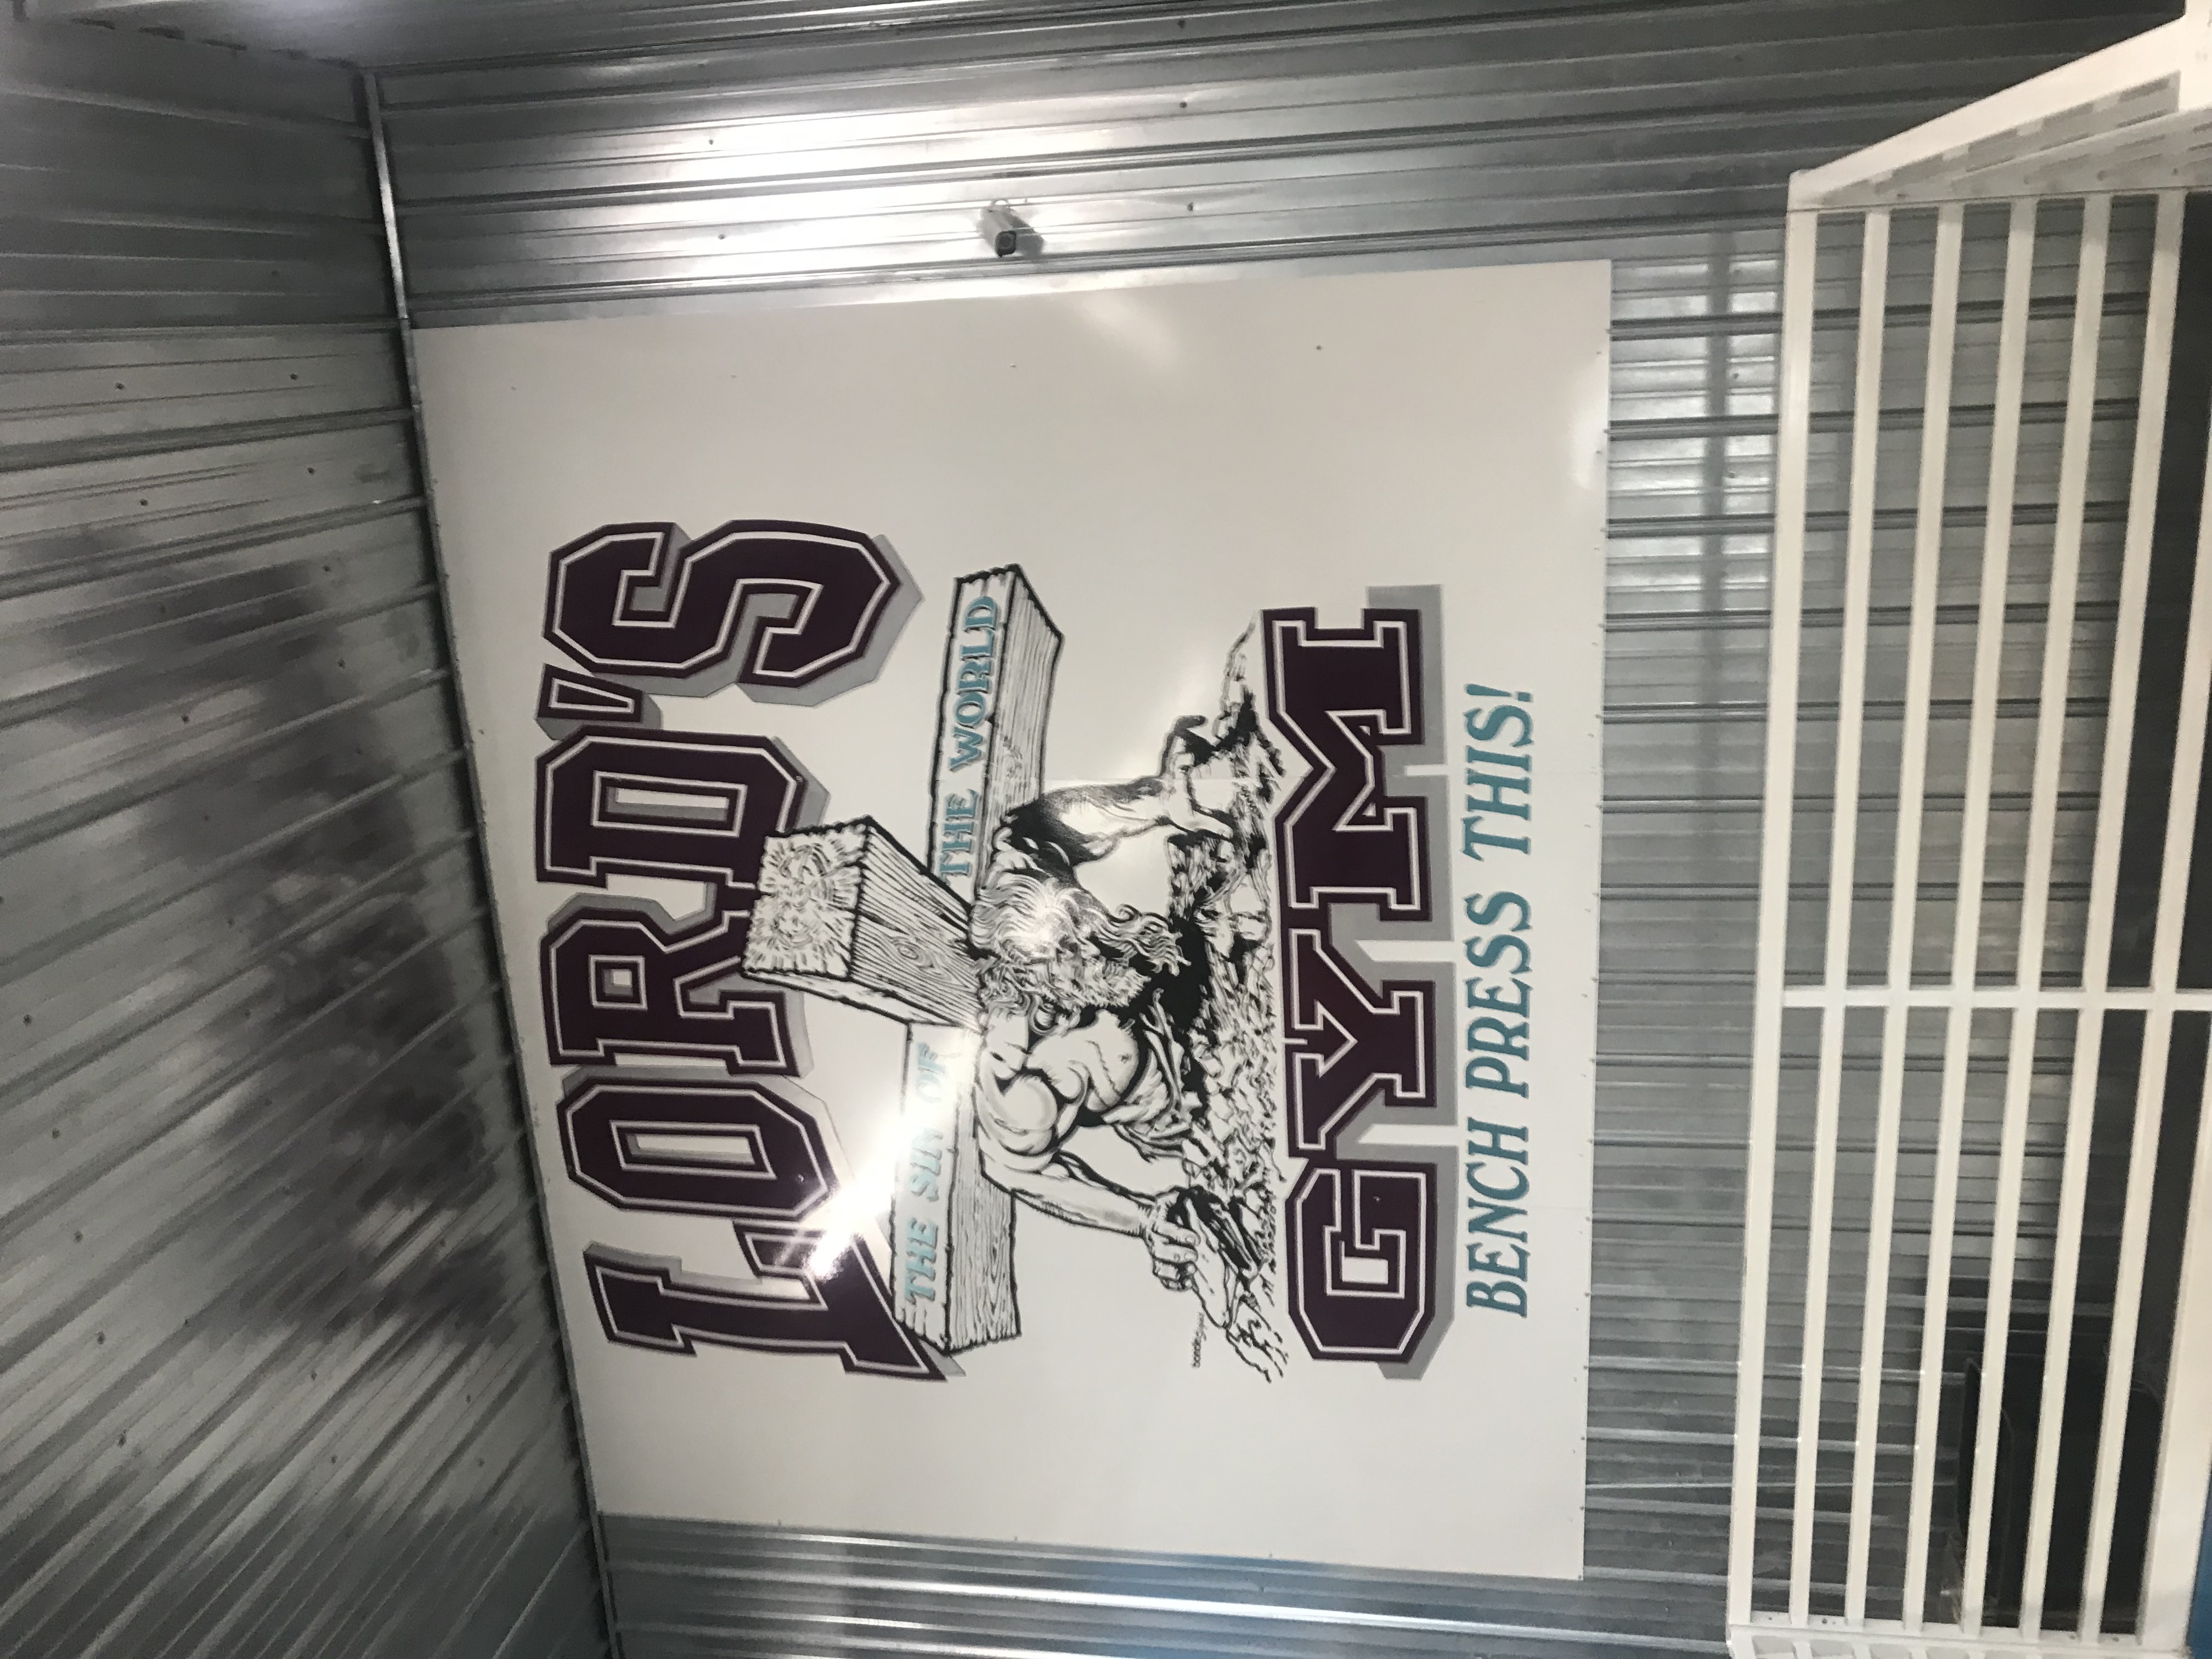 LORD'S
THE SIN OF THE WORLD
GYM
BENCH PRESS THIS!